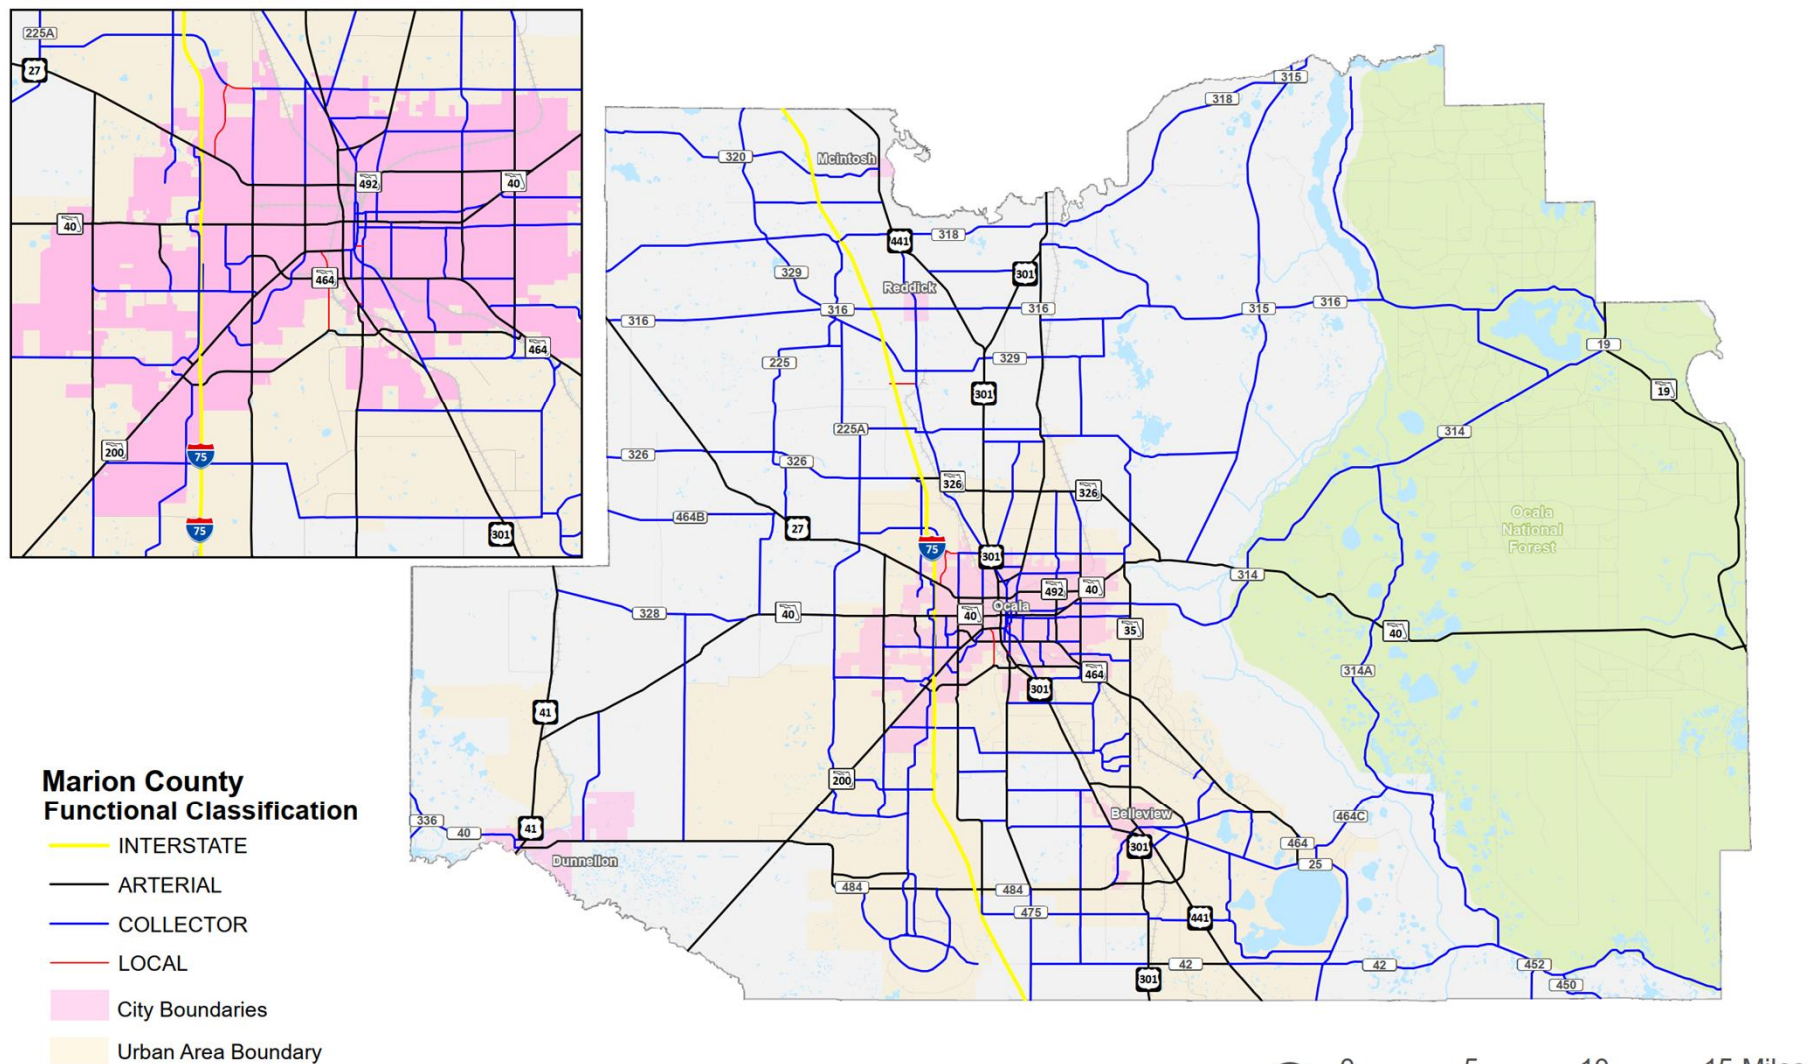 225A
27
492
40
40
464
464
200
75
75
301
315
318
320
McIntosh
441
318
329
301
Reddick
316
316
316
315
316
19
225
329
19
301
225A
314
326
326
326
326
464B
27
Ocala
National
Forest
75
301
314
492
40
328
40
40
Ocala
35
40
314A
464
301
41
200
336
40
41
Belleview
464C
301
464
25
Dunnellon
484
484
475
441
42
42
452
301
450
Marion County
Functional Classification
INTERSTATE
ARTERIAL
COLLECTOR
LOCAL
City Boundaries
Urban Area Boundary